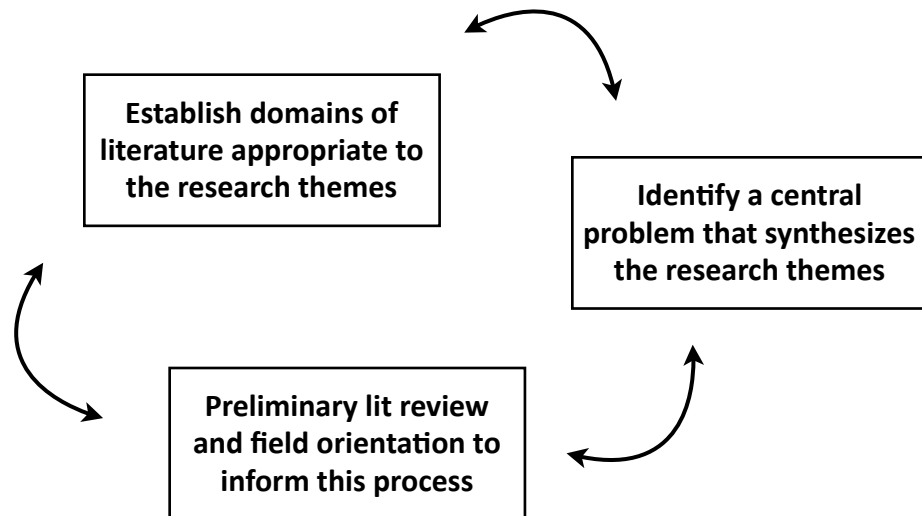 Establish domains of
literature appropriate to
the research themes
Identify a central
problem that synthesizes
the research themes
Preliminary lit review
and field orientation to
inform this process